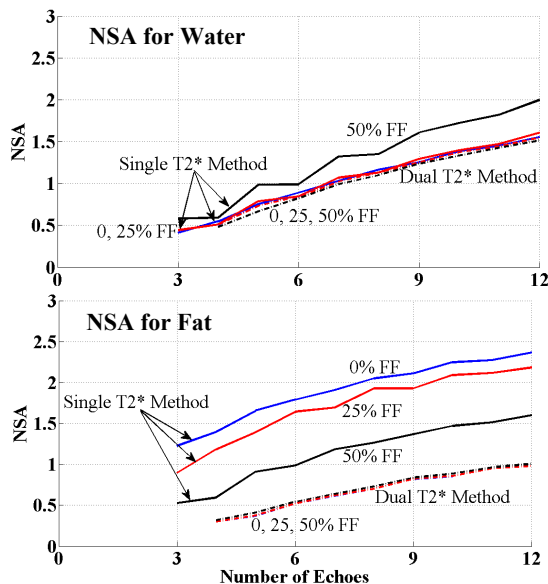 NSA for Water
3
2.5
2
1.5
1
0.5
0
NSA
50% FF
Single T2* Method
Dual T2* Method
0, 25, 50% FF
0, 25% FF
0 3 6 9 12
NSA for Fat
3
2.5
2
1.5
1
0.5
0
NSA
0% FF
Single T2* Method
25% FF
50% FF
Dual T2* Method
0, 25, 50% FF
0 3 6 9 12
Number of Echoes